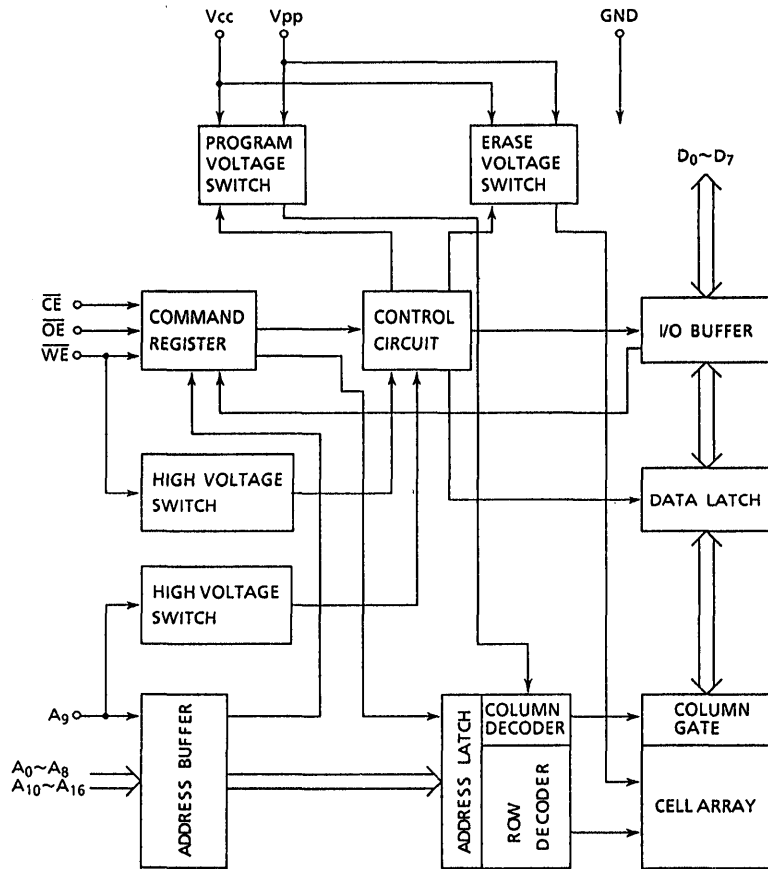 Vcc
Vpp
GND
PROGRAM
VOLTAGE
SWITCH
ERASE
VOLTAGE
SWITCH
D0~D7
CE
OE
WE
COMMAND
REGISTER
CONTROL
CIRCUIT
I/O BUFFER
HIGH VOLTAGE
SWITCH
DATA LATCH
HIGH VOLTAGE
SWITCH
A9
A0~A8
A10~A16
ADDRESS BUFFER
ADDRESS LATCH
COLUMN
DECODER
ROW
DECODER
COLUMN
GATE
CELL ARRAY